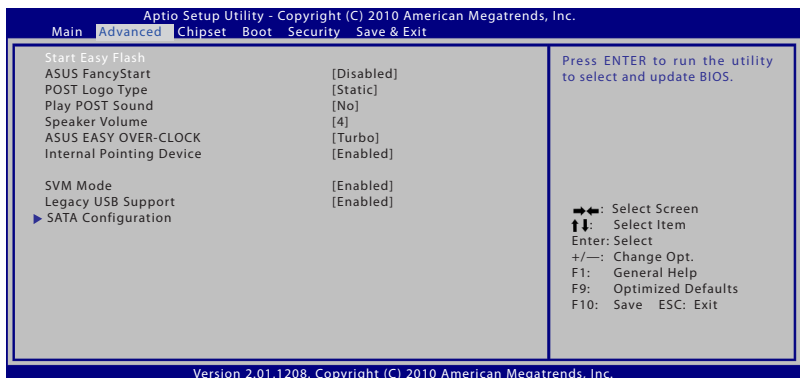 Aptio Setup Utility - Copyright (C) 2010 American Megatrends, Inc.
Main Advanced Chipset Boot Security Save & Exit
Start Easy Flash
ASUS FancyStart [Disabled]
POST Logo Type [Static]
Play POST Sound [No]
Speaker Volume [4]
ASUS EASY OVER-CLOCK [Turbo]
Internal Pointing Device [Enabled]
SVM Mode [Enabled]
Legacy USB Support [Enabled]
SATA Configuration
Press ENTER to run the utility
to select and update BIOS.
→←: Select Screen
↑↓: Select Item
Enter: Select
+/—: Change Opt.
F1: General Help
F9: Optimized Defaults
F10: Save ESC: Exit
Version 2.01.1208. Copyright (C) 2010 American Megatrends, Inc.